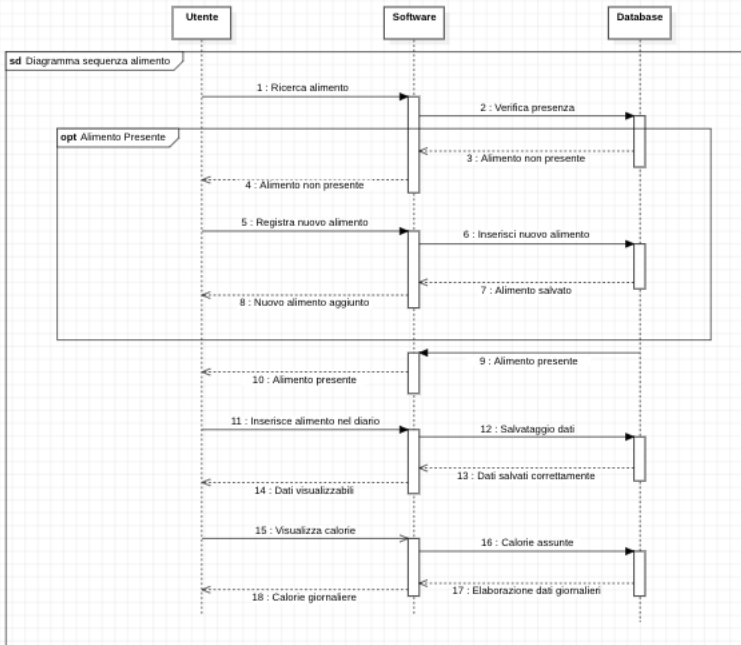 Utente
Software
Database
sd Diagramma sequenza alimento
1 : Ricerca alimento
2 : Verifica presenza
opt Alimento Presente
3 : Alimento non presente
4 : Alimento non presente
5 : Registra nuovo alimento
6 : Inserisci nuovo alimento
7 : Alimento salvato
8 : Nuovo alimento aggiunto
9 : Alimento presente
10 : Alimento presente
11 : Inserisce alimento nel diario
12 : Salvataggio dati
13 : Dati salvati correttamente
14 : Dati visualizzabili
15 : Visualizza calorie
16 : Calorie assunte
17 : Elaborazione dati giornalieri
18 : Calorie giornaliere